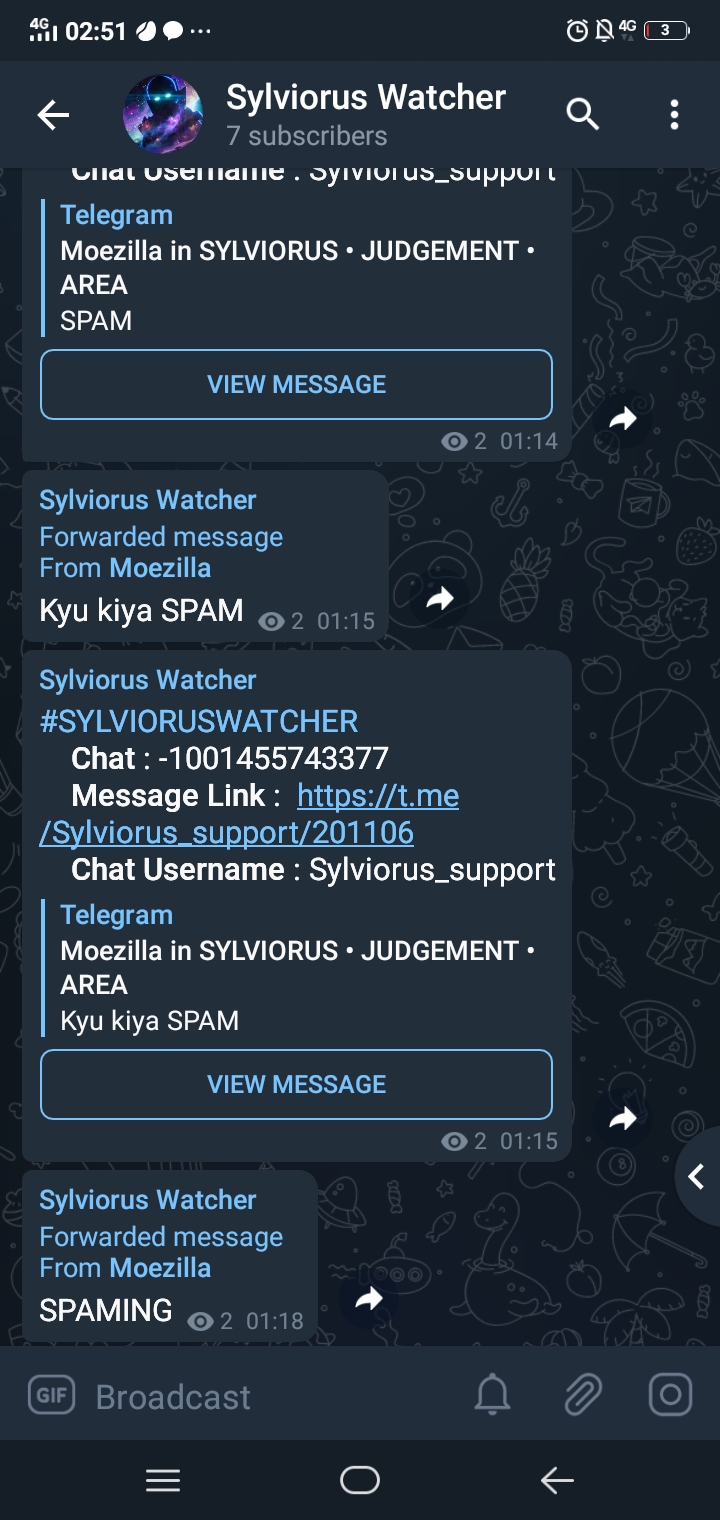 4G 02:51 ... 4G 3
Sylviorus Watcher
7 subscribers
Chat Username : Sylviorus_support
Telegram
Moezilla in SYLVIORUS • JUDGEMENT •
AREA
SPAM
VIEW MESSAGE
2 01:14
Sylviorus Watcher
Forwarded message
From Moezilla
Kyu kiya SPAM 2 01:15
Sylviorus Watcher
#SYLVIORUSWATCHER
Chat : -1001455743377
Message Link : https://t.me
/Sylviorus_support/201106
Chat Username : Sylviorus_support
Telegram
Moezilla in SYLVIORUS • JUDGEMENT •
AREA
Kyu kiya SPAM
VIEW MESSAGE
2 01:15
Sylviorus Watcher
Forwarded message
From Moezilla
SPAMING 2 01:18
GIF Broadcast